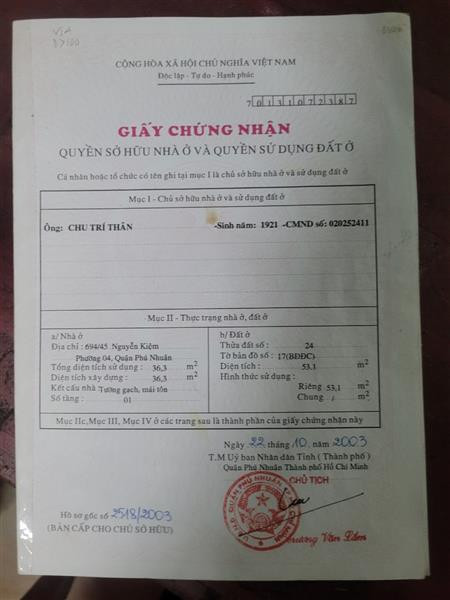 CỘNG HÒA XÃ HỘI CHỦ NGHĨA VIỆT NAM
Độc lập - Tự do - Hạnh phúc
70131072387
GIẤY CHỨNG NHẬN
QUYỀN SỞ HỮU NHÀ Ở VÀ QUYỀN SỬ DỤNG ĐẤT Ở
Cá nhân hoặc tổ chức có tên ghi tại mục I là chủ sở hữu nhà ở và sử dụng đất ở
Mục I - Chủ sở hữu nhà ở và sử dụng đất ở
Ông: CHU TRÍ THÂN -Sinh năm: 1921 -CMND số: 020252411
Mục II - Thực trạng nhà ở, đất ở
a/ Nhà ở
Địa chỉ : 694/45 Nguyễn Kiệm
Phường 04, Quận Phú Nhuận
Tổng diện tích sử dụng : 36,3 m2
Diện tích xây dựng : 36,3 m2
Kết cấu nhà : Tường gạch, mái tôn
Số tầng : 01
b/ Đất ở
Thửa đất số : 24
Tờ bản đồ số : 17(BĐĐC)
Diện tích : 53,1 m2
Hình thức sử dụng :
Riêng : 53,1 m2
Chung : / m2
Mục IIc, Mục III, Mục IV ở các trang sau là thành phần của giấy chứng nhận này
Ngày 22 tháng 10 năm 2003
T.M Uỷ ban Nhân dân Tỉnh ( Thành phố )
Quận Phú Nhuận Thành phố Hồ Chí Minh
CHỦ TỊCH
Hồ sơ gốc số 2518/2003
(BẢN CẤP CHO CHỦ SỞ HỮU)